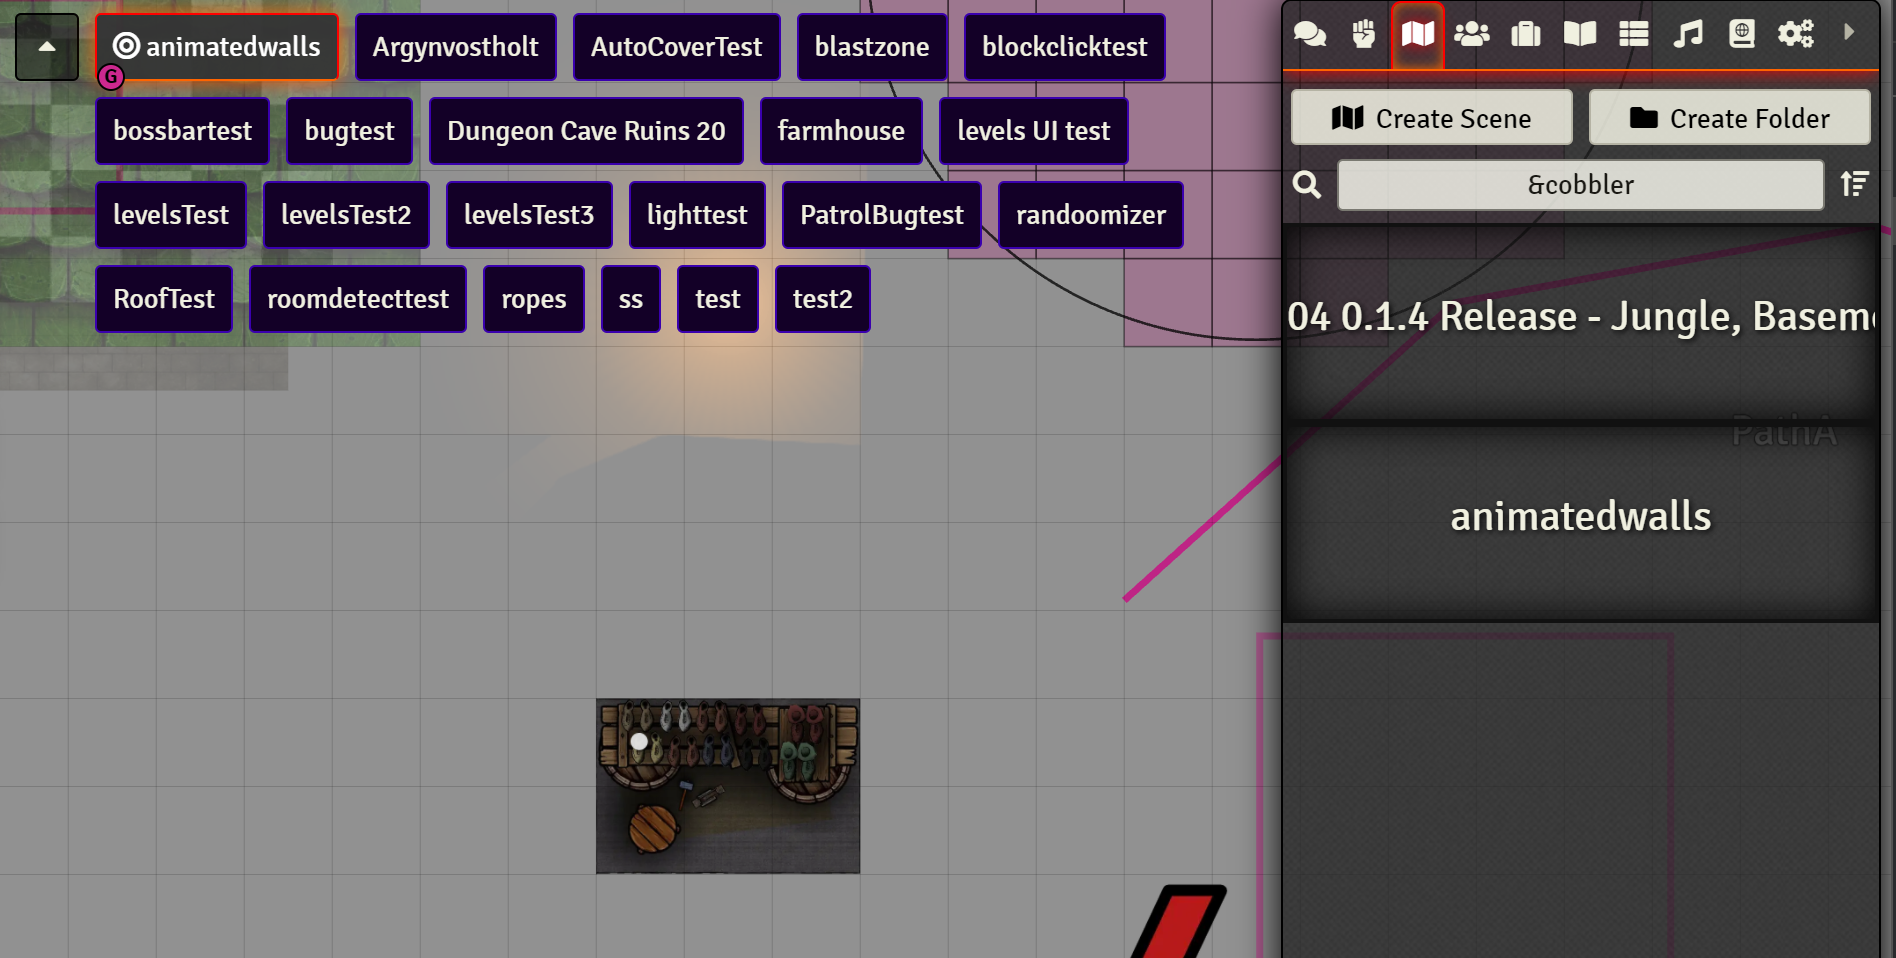 animatedwalls Argynvostholt AutoCoverTest blastzone blockclicktest
G
bossbartest bugtest Dungeon Cave Ruins 20 farmhouse levels UI test
levelsTest levelsTest2 levelsTest3 lighttest PatrolBugtest randoomizer
RoofTest roomdetecttest ropes ss test test2
Create Scene Create Folder
&cobbler
04 0.1.4 Release - Jungle, Baseme
PathA
animatedwalls